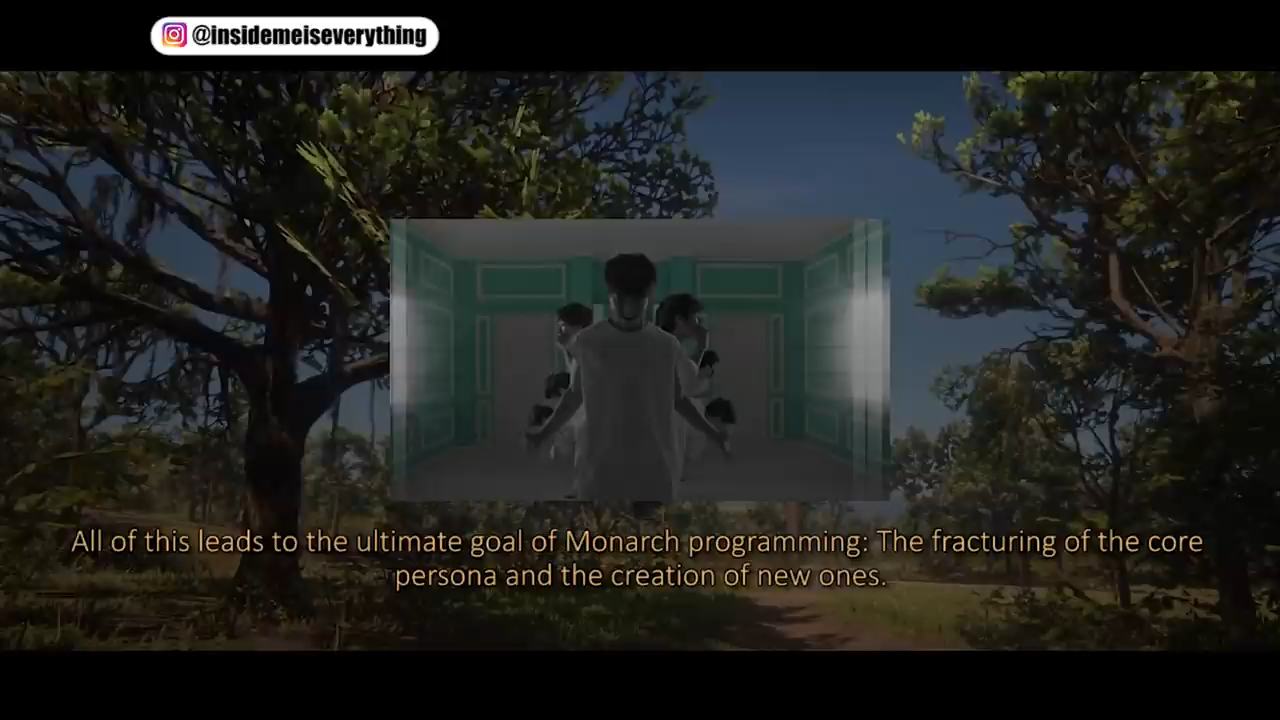 @insidemeiseverything
All of this leads to the ultimate goal of Monarch programming: The fracturing of the core
persona and the creation of new ones.